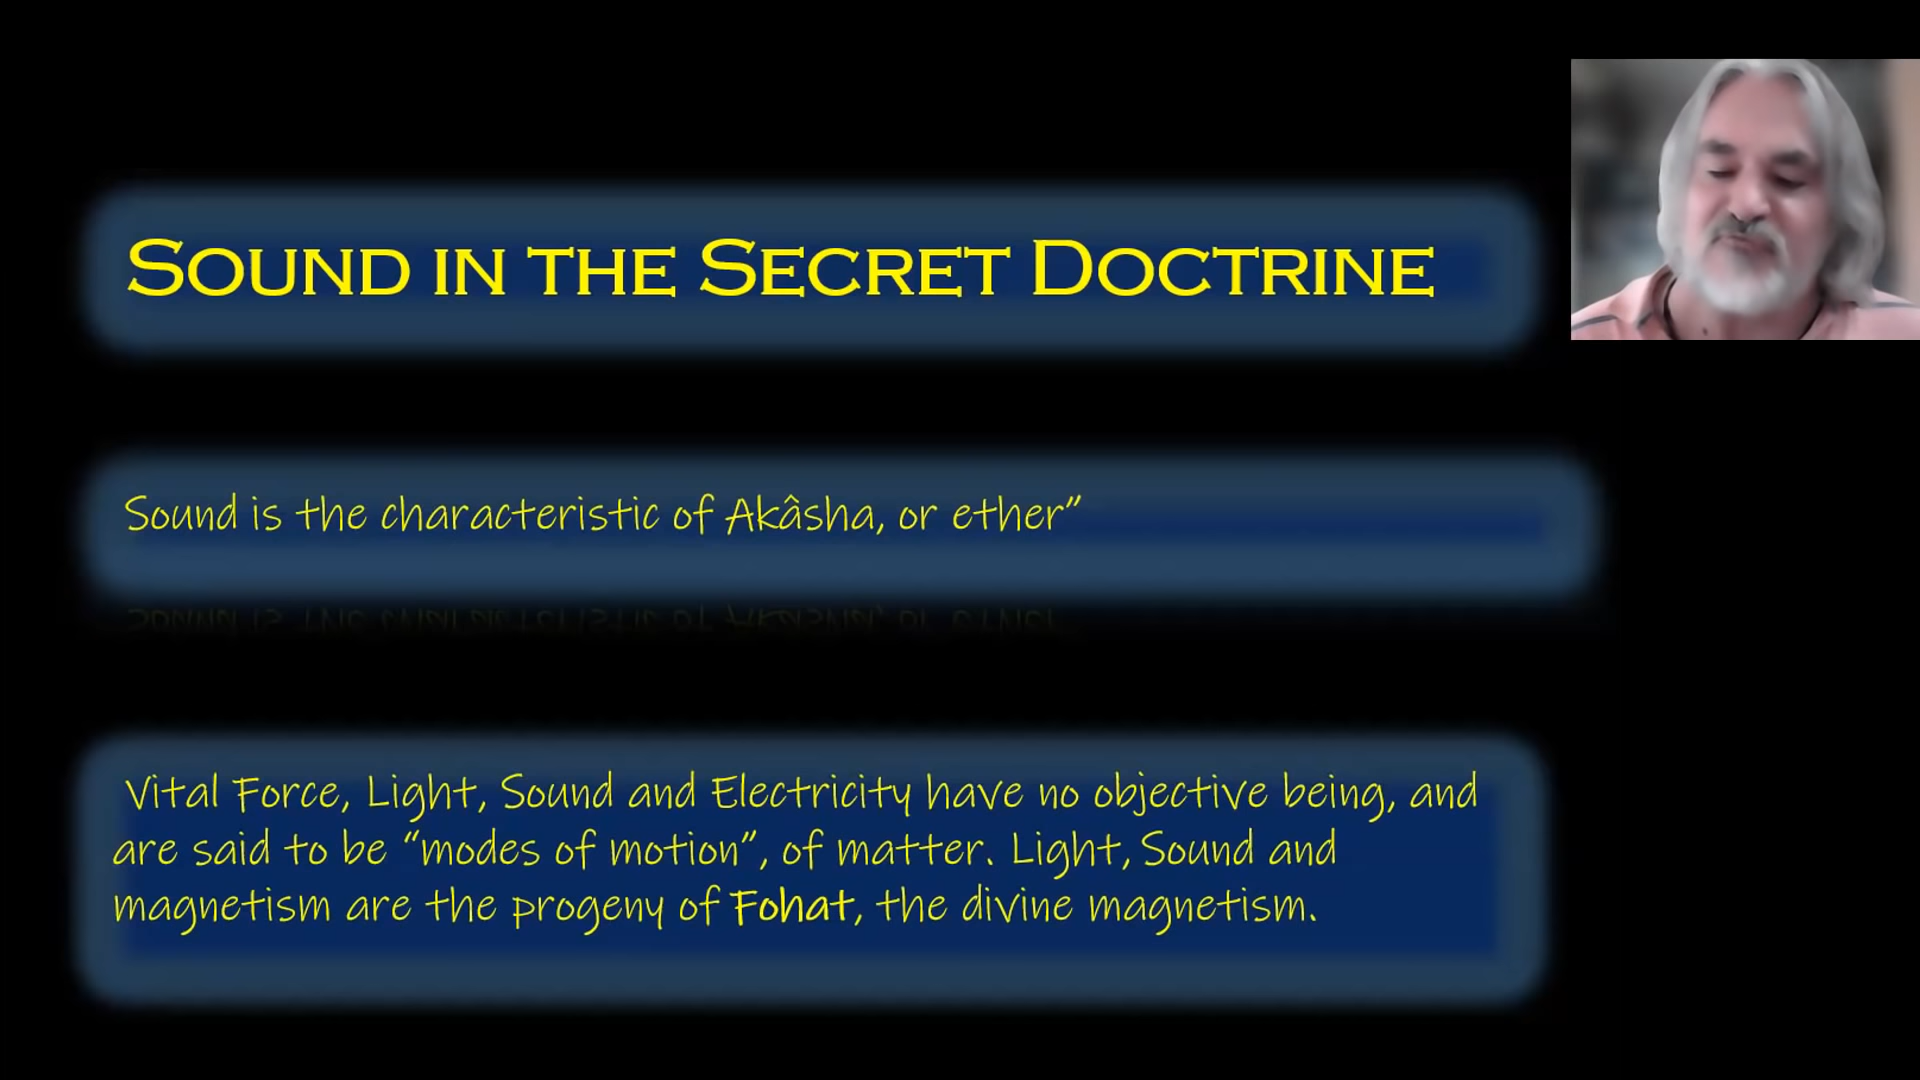 SOUND IN THE SECRET DOCTRINE
Sound is the characteristic of Akâsha, or ether”
Vital Force, Light, Sound and Electricity have no objective being, and
are said to be “modes of motion”, of matter. Light, Sound and
magnetism are the progeny of Fohat, the divine magnetism.